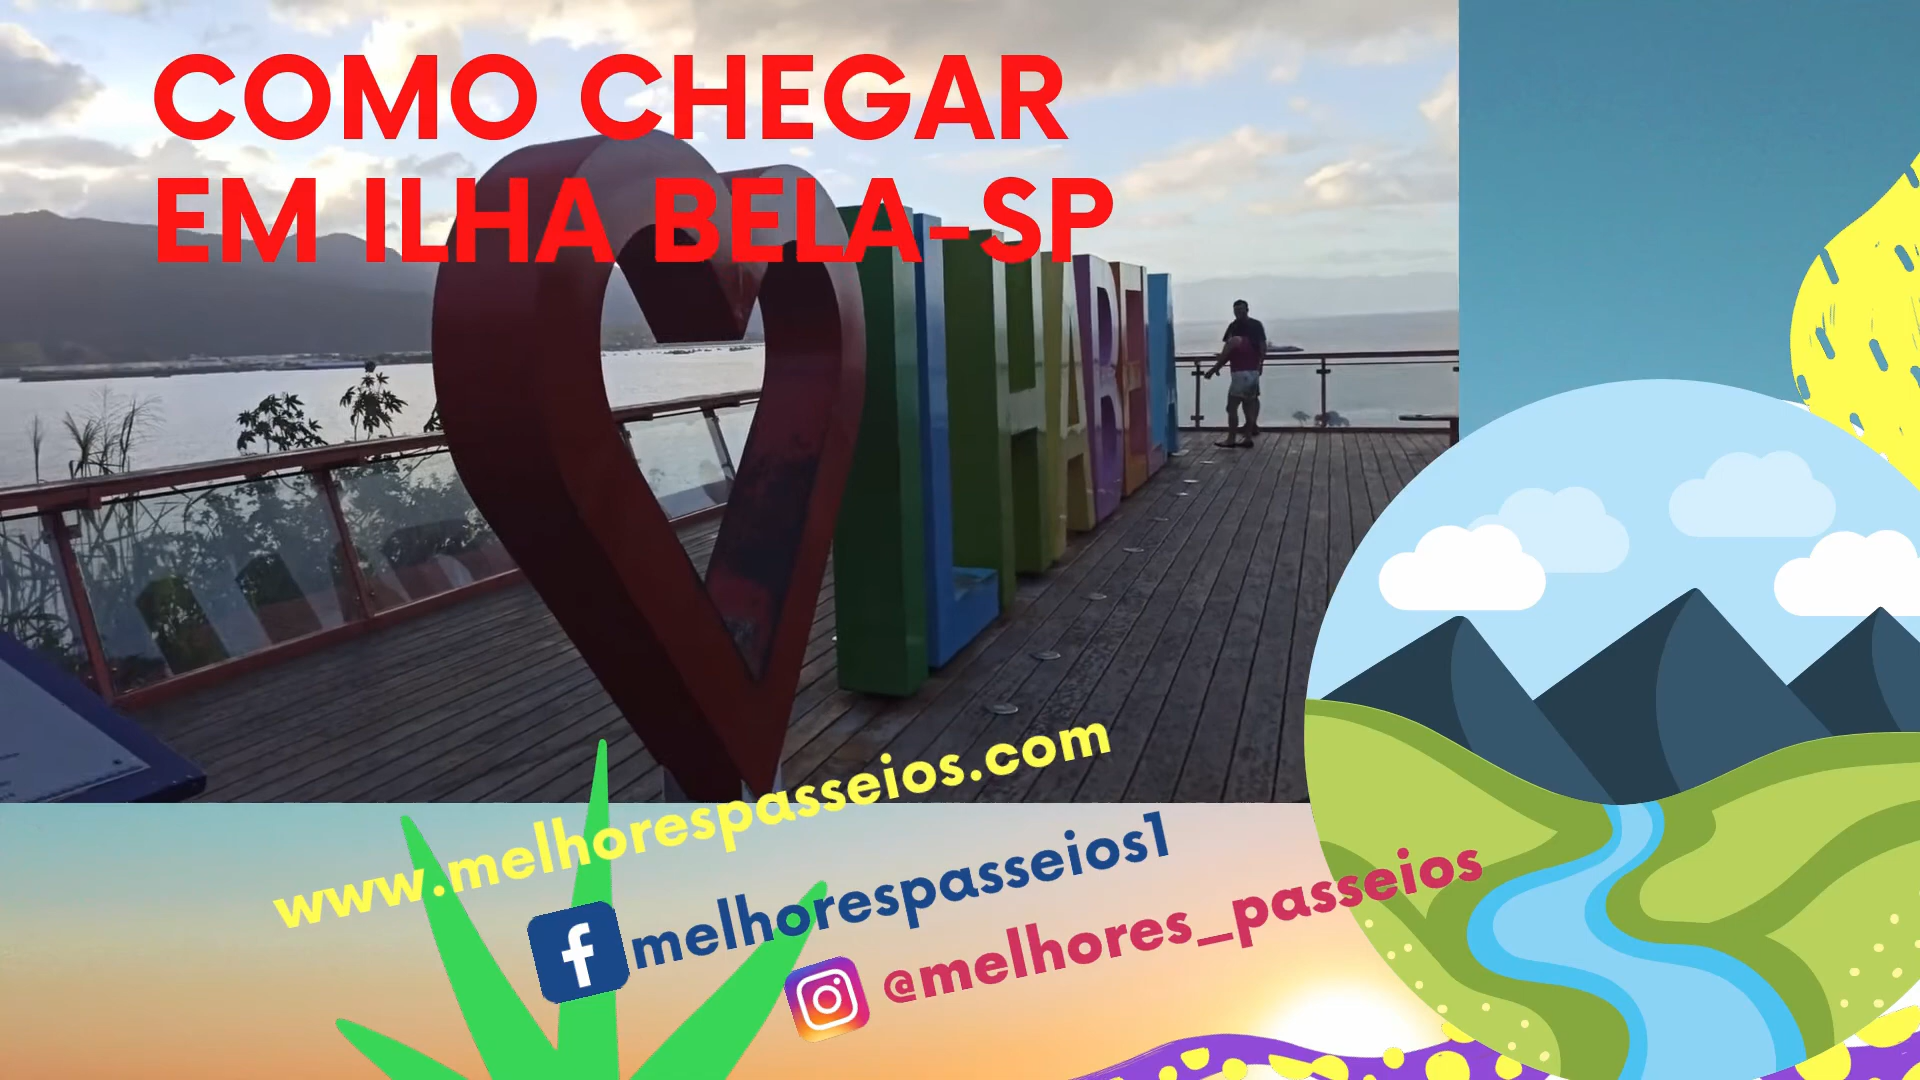 COMO CHEGAR
EM ILHA BELA-SP
ILHABELA
www.melhorespasseios.com
melhorespasseios1
@melhores_passeios